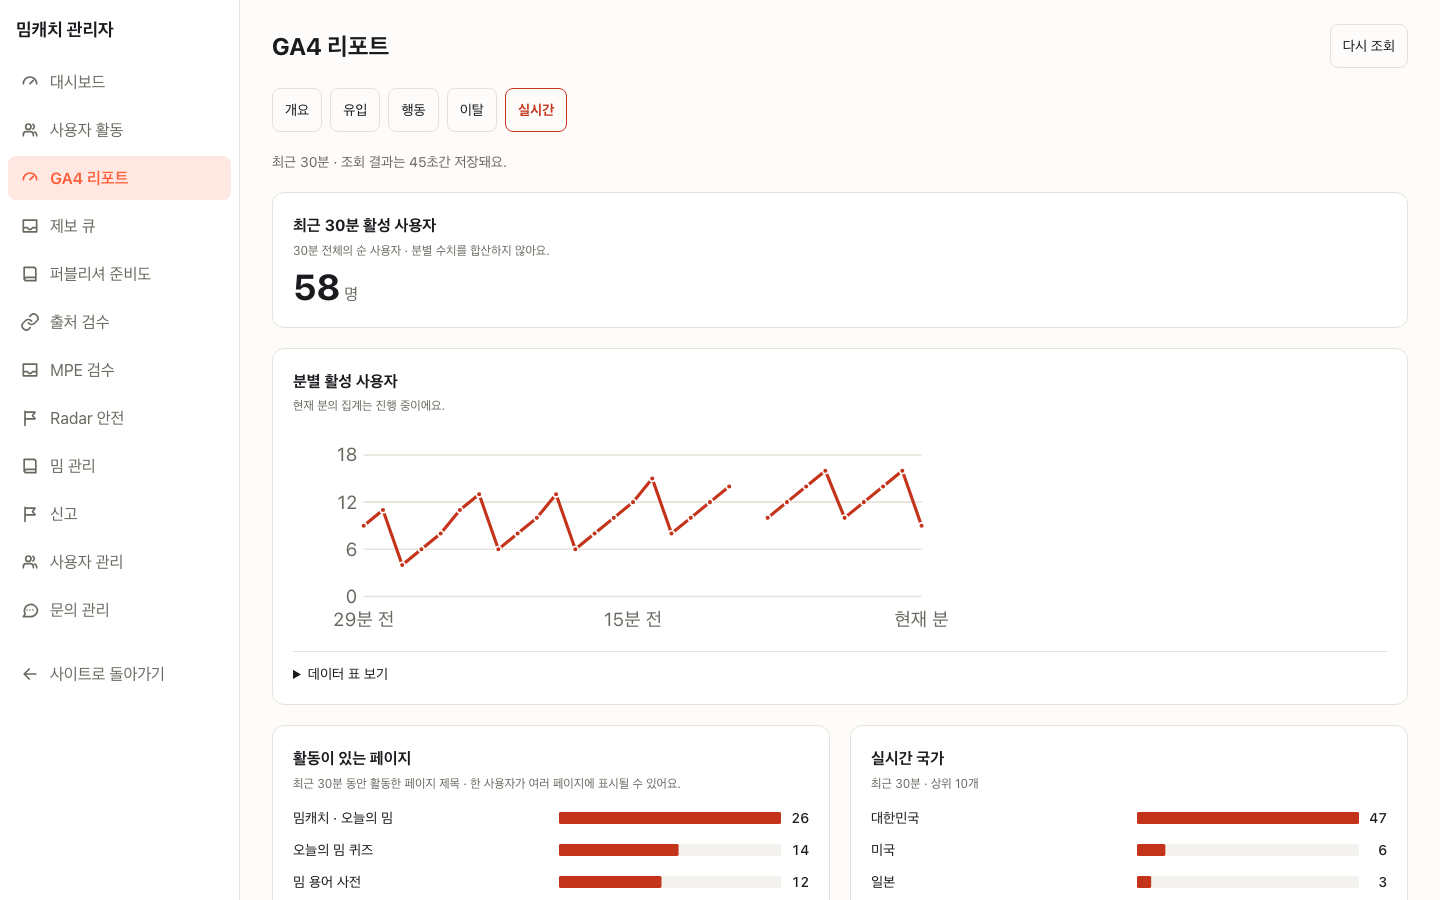 밈캐치 관리자
대시보드
사용자 활동
GA4 리포트
제보 큐
퍼블리셔 준비도
출처 검수
MPE 검수
Radar 안전
밈 관리
신고
사용자 관리
문의 관리
사이트로 돌아가기
GA4 리포트
다시 조회
개요
유입
행동
이탈
실시간
최근 30분 · 조회 결과는 45초간 저장돼요.
최근 30분 활성 사용자
30분 전체의 순 사용자 · 분별 수치를 합산하지 않아요.
58 명
분별 활성 사용자
현재 분의 집계는 진행 중이에요.
18
12
6
0
29분 전
15분 전
현재 분
데이터 표 보기
활동이 있는 페이지
최근 30분 동안 활동한 페이지 제목 · 한 사용자가 여러 페이지에 표시될 수 있어요.
밈캐치 · 오늘의 밈 26
오늘의 밈 퀴즈 14
밈 용어 사전 12
실시간 국가
최근 30분 · 상위 10개
대한민국 47
미국 6
일본 3